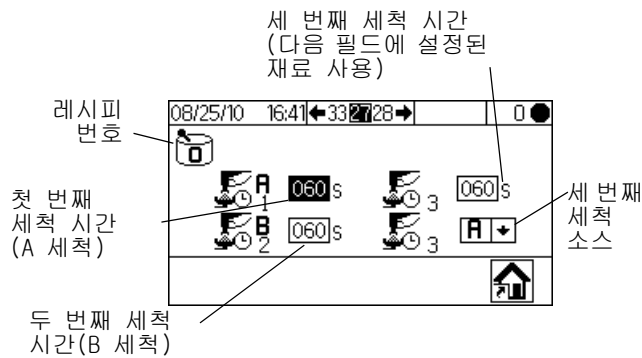 세 번째 세척 시간
(다음 필드에 설정된
재료 사용)
레시피
번호
08/25/10 16:41 33 27 28 0
0
첫 번째
세척 시간
(A 세척)
A 1 060 s 3 060 s
B 2 060 s 3 A
세 번째
세척
소스
두 번째 세척
시간(B 세척)